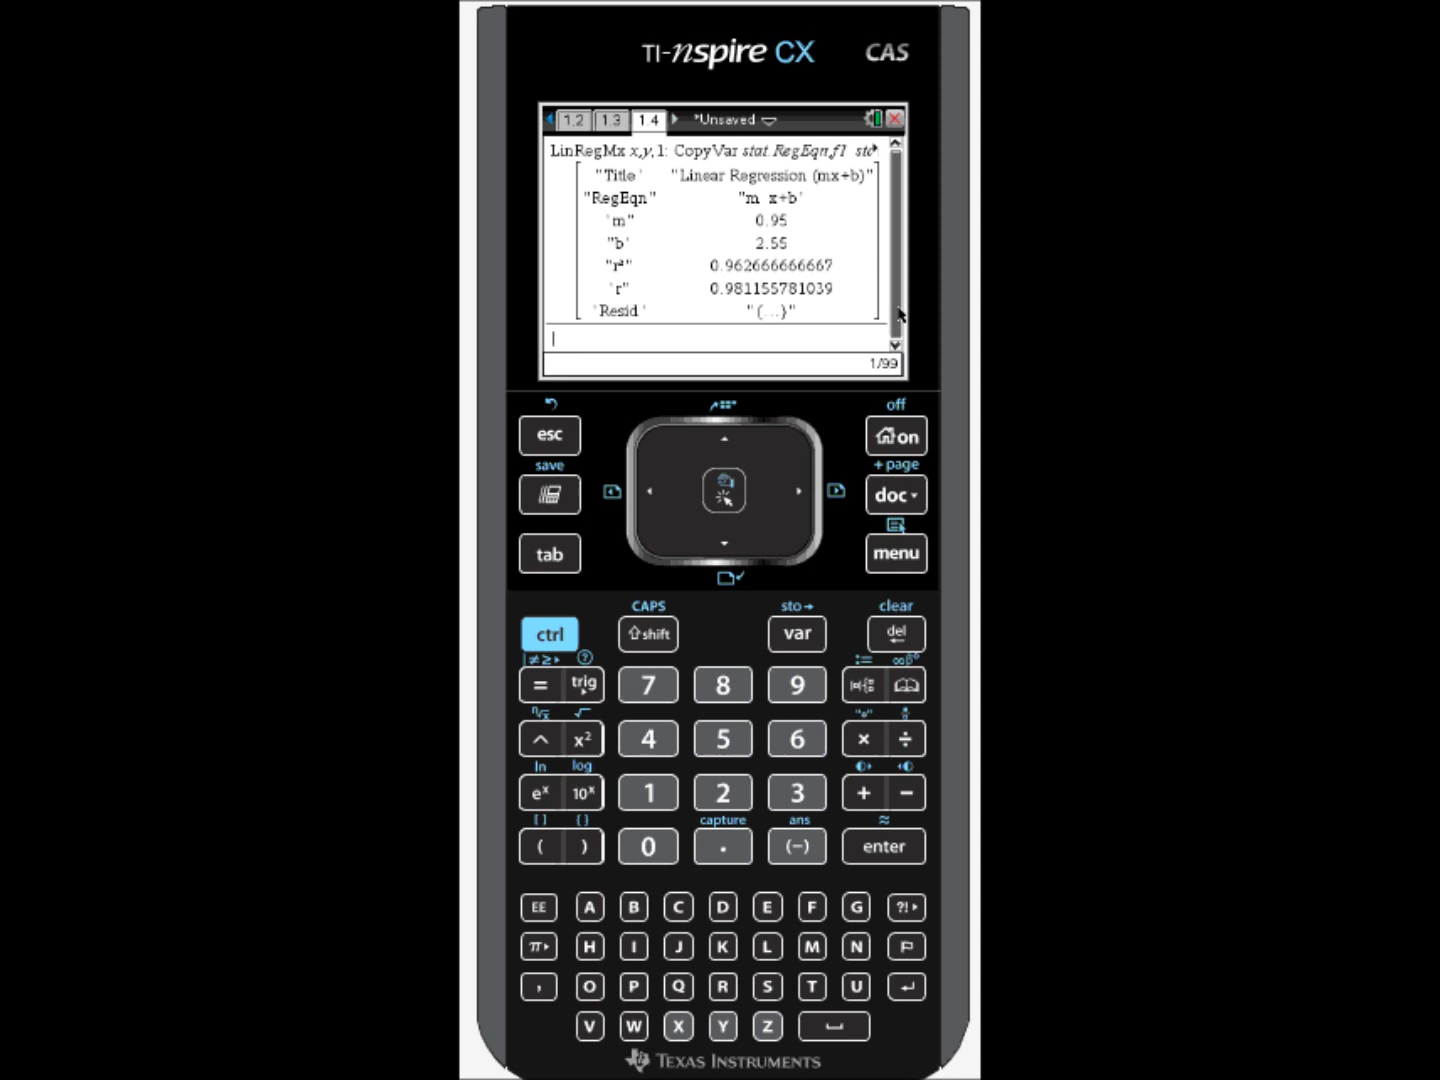 TI-nspire CX CAS
1.2 1.3 1.4 *Unsaved
LinRegMx x,y,1: CopyVar stat.RegEqn,f1
"Title" "Linear Regression (mx+b)"
"RegEqn" "m x+b"
"m" 0.95
"b" 2.55
"r²" 0.962666666667
"r" 0.981155781039
"Resid" "{...}"
1/99
off
esc on
save +page
doc
tab menu
CAPS sto→ clear
ctrl ⇧shift var del
|≠≥▸ ? := ∞β°
= trig 7 8 9
ⁿ√x √ "∘"
^ x² 4 5 6 × ÷
ln log
eˣ 10ˣ 1 2 3 + −
[ ] { } capture ans ≈
( ) 0 . (−) enter
EE A B C D E F G ?!▸
π▸ H I J K L M N
, O P Q R S T U ↵
V W X Y Z
TEXAS INSTRUMENTS